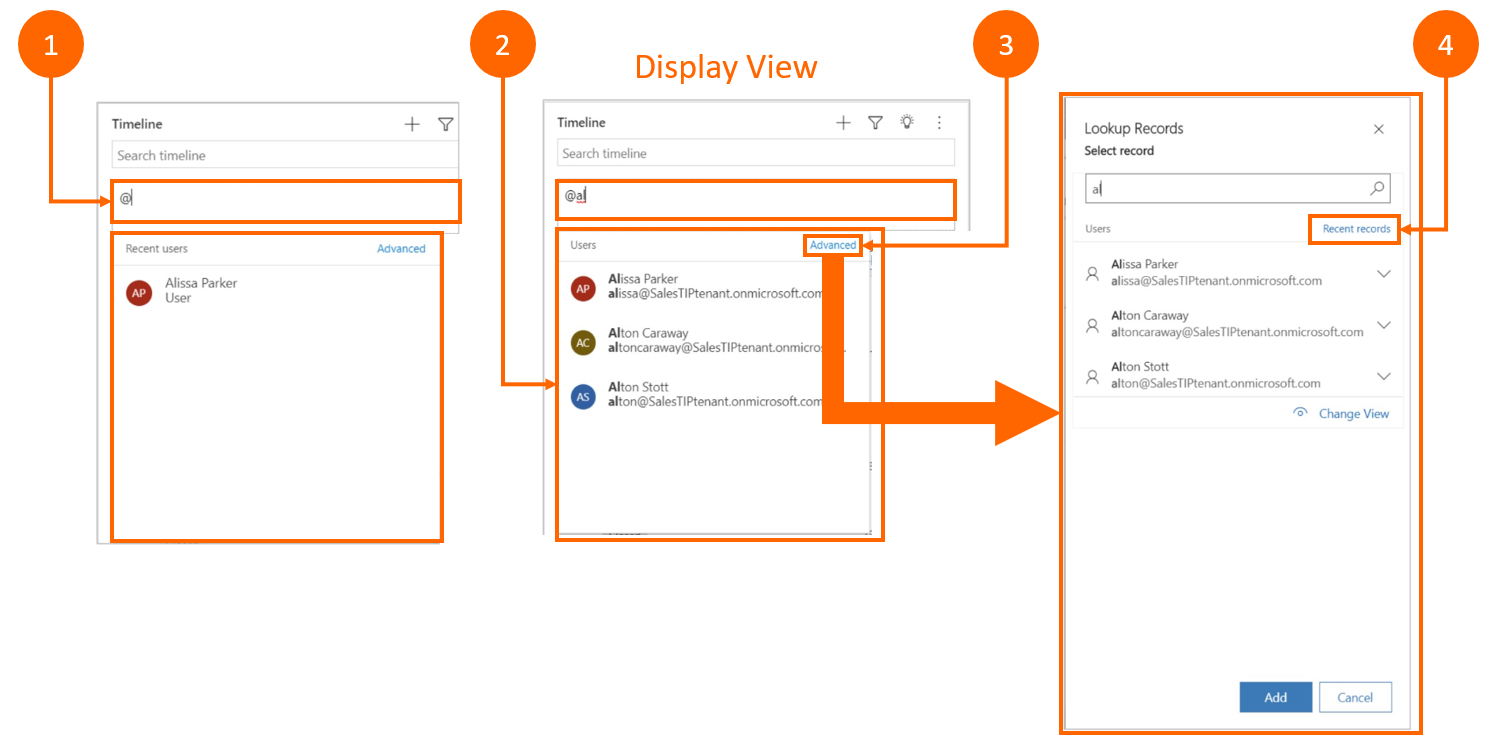 1
2
3
4
Display View
Timeline
Search timeline
@
Recent users
Advanced
AP
Alissa Parker
User
Timeline
Search timeline
@al
Users
Advanced
AP
Alissa Parker
alissa@SalesTIPtenant.onmicrosoft.com
AC
Alton Caraway
altoncaraway@SalesTIPtenant.onmicros
AS
Alton Stott
alton@SalesTIPtenant.onmicrosoft.com
Lookup Records
Select record
al
Users
Recent records
Alissa Parker
alissa@SalesTIPtenant.onmicrosoft.com
Alton Caraway
altoncaraway@SalesTIPtenant.onmicrosoft.com
Alton Stott
alton@SalesTIPtenant.onmicrosoft.com
Change View
Add
Cancel